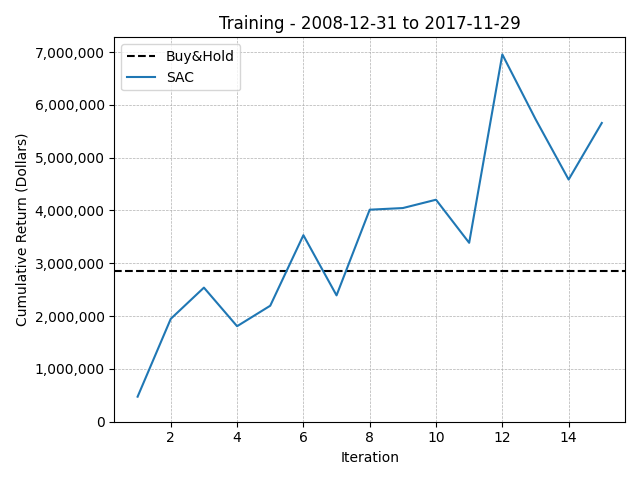 Training - 2008-12-31 to 2017-11-29
Buy&Hold
SAC
Cumulative Return (Dollars)
7,000,000
6,000,000
5,000,000
4,000,000
3,000,000
2,000,000
1,000,000
0
2 4 6 8 10 12 14
Iteration